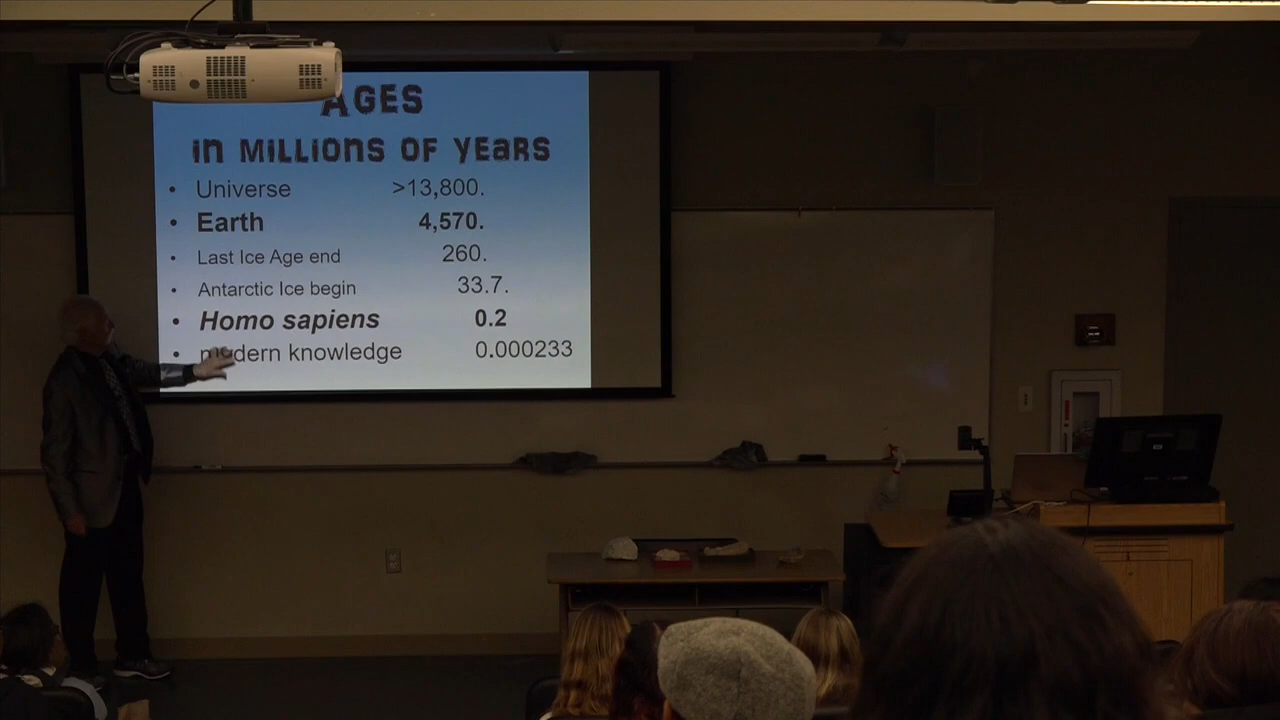 AGES
in MILLIONS OF YEARS
• Universe >13,800.
• Earth 4,570.
• Last Ice Age end 260.
• Antarctic Ice begin 33.7.
• Homo sapiens 0.2
• modern knowledge 0.000233